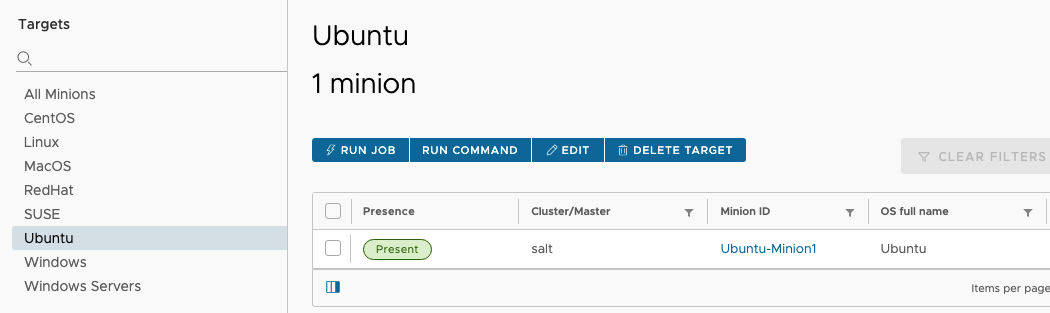 Targets
All Minions
CentOS
Linux
MacOS
RedHat
SUSE
Ubuntu
Windows
Windows Servers
Ubuntu
1 minion
RUN JOB RUN COMMAND EDIT DELETE TARGET
CLEAR FILTERS
Presence Cluster/Master Minion ID OS full name
Present salt Ubuntu-Minion1 Ubuntu
Items per page